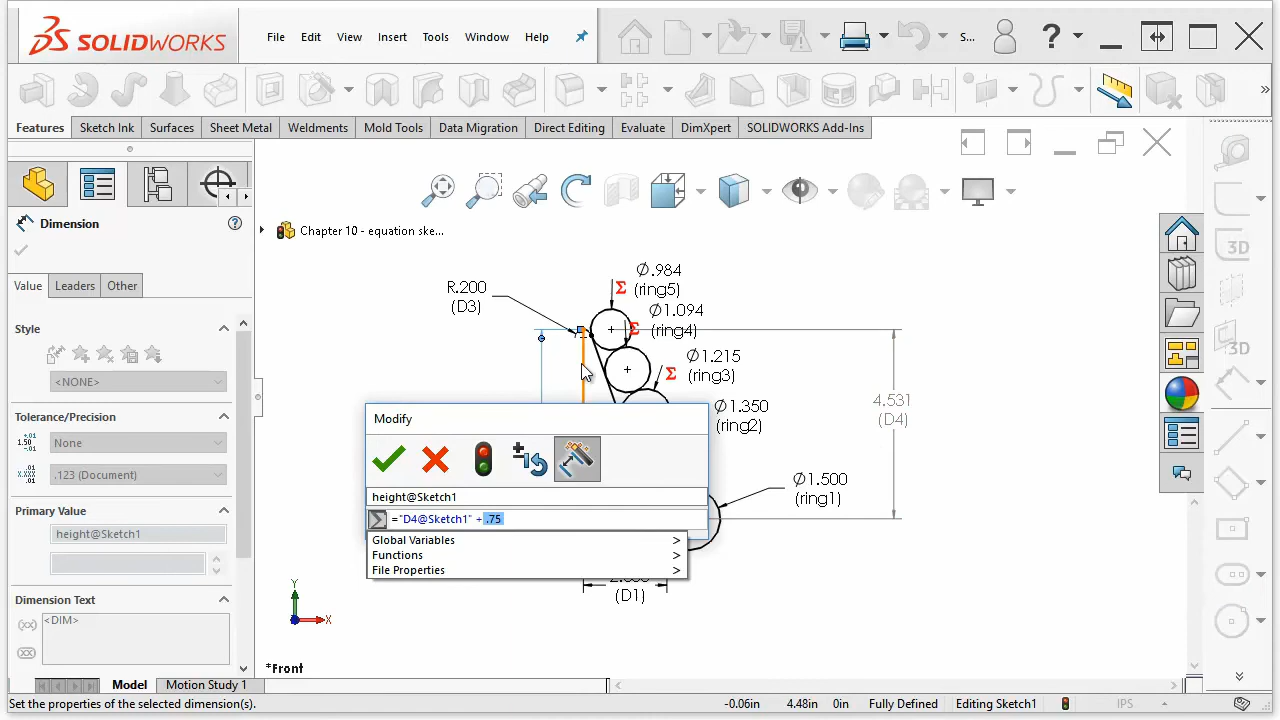 SOLIDWORKS
File Edit View Insert Tools Window Help
S...
?
Features Sketch Ink Surfaces Sheet Metal Weldments Mold Tools Data Migration Direct Editing Evaluate DimXpert SOLIDWORKS Add-Ins
Dimension
Value Leaders Other
Style
<NONE>
Tolerance/Precision
None
.123 (Document)
Primary Value
height@Sketch1
Dimension Text
<DIM>
Chapter 10 - equation ske...
R.200
(D3)
Ø.984
(ring5)
Ø1.094
(ring4)
Ø1.215
(ring3)
Ø1.350
(ring2)
4.531
(D4)
Ø1.500
(ring1)
Modify
height@Sketch1
="D4@Sketch1" + .75
Global Variables >
Functions >
File Properties >
(D1)
Y
X
*Front
3D
3D
Model Motion Study 1
Set the properties of the selected dimension(s).
-0.06in 4.48in 0in Fully Defined Editing Sketch1 IPS